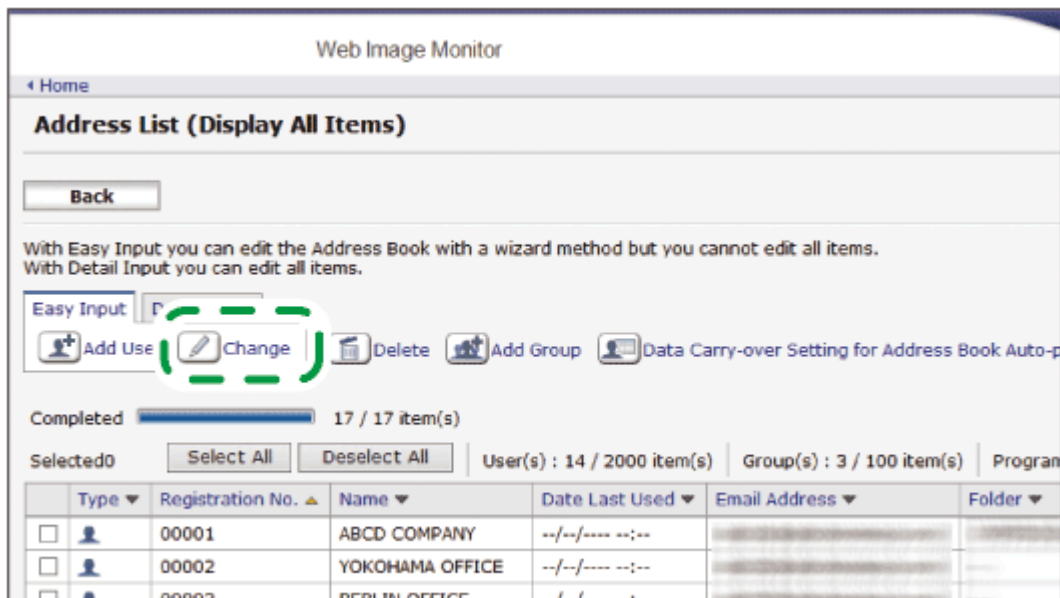 Web Image Monitor
Home
Address List (Display All Items)
Back
With Easy Input you can edit the Address Book with a wizard method but you cannot edit all items.
With Detail Input you can edit all items.
Easy Input
Add Use Change Delete Add Group Data Carry-over Setting for Address Book Auto-p
Completed 17 / 17 item(s)
Selected0 Select All Deselect All User(s) : 14 / 2000 item(s) Group(s) : 3 / 100 item(s) Program
Type Registration No. Name Date Last Used Email Address Folder
00001 ABCD COMPANY --/--/---- --:--
00002 YOKOHAMA OFFICE --/--/---- --:--
00003 BERLIN OFFICE